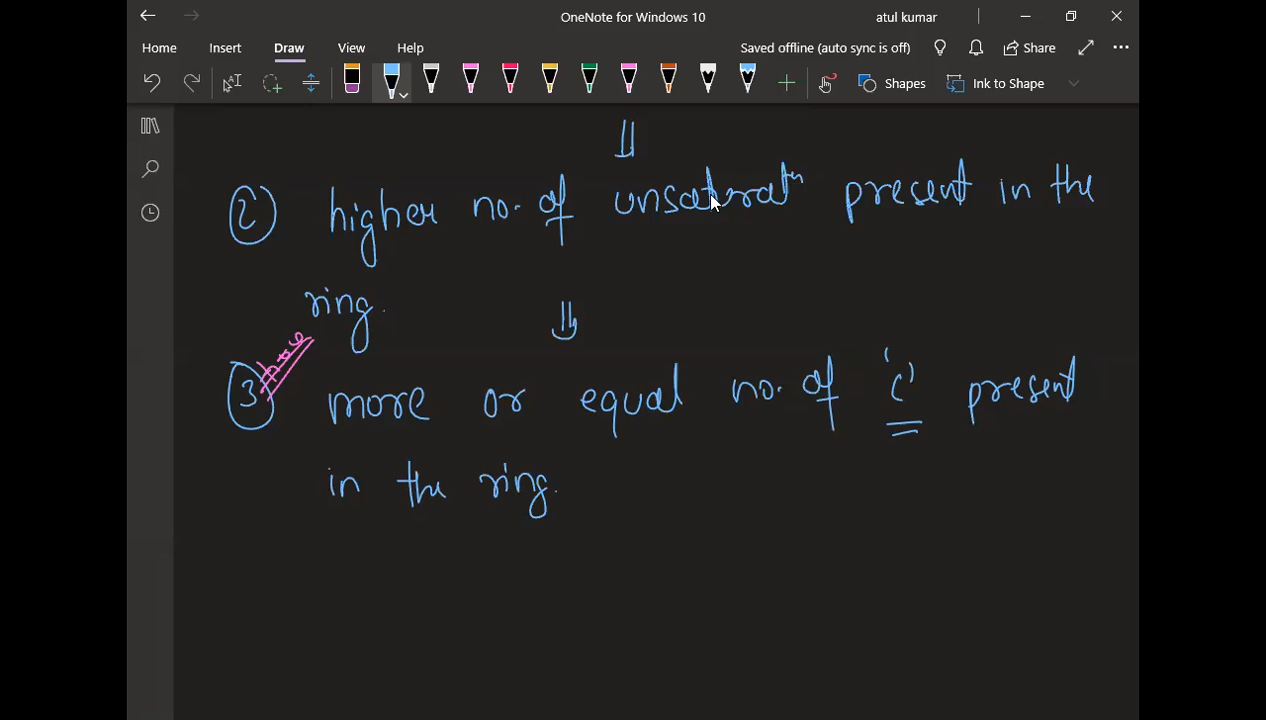 OneNote for Windows 10
atul kumar
Home Insert Draw View Help
Saved offline (auto sync is off)
Share
Shapes
Ink to Shape
② higher no. of unsaturatⁿ present in the
ring.
③ more or equal no. of 'c' present
in the ring.